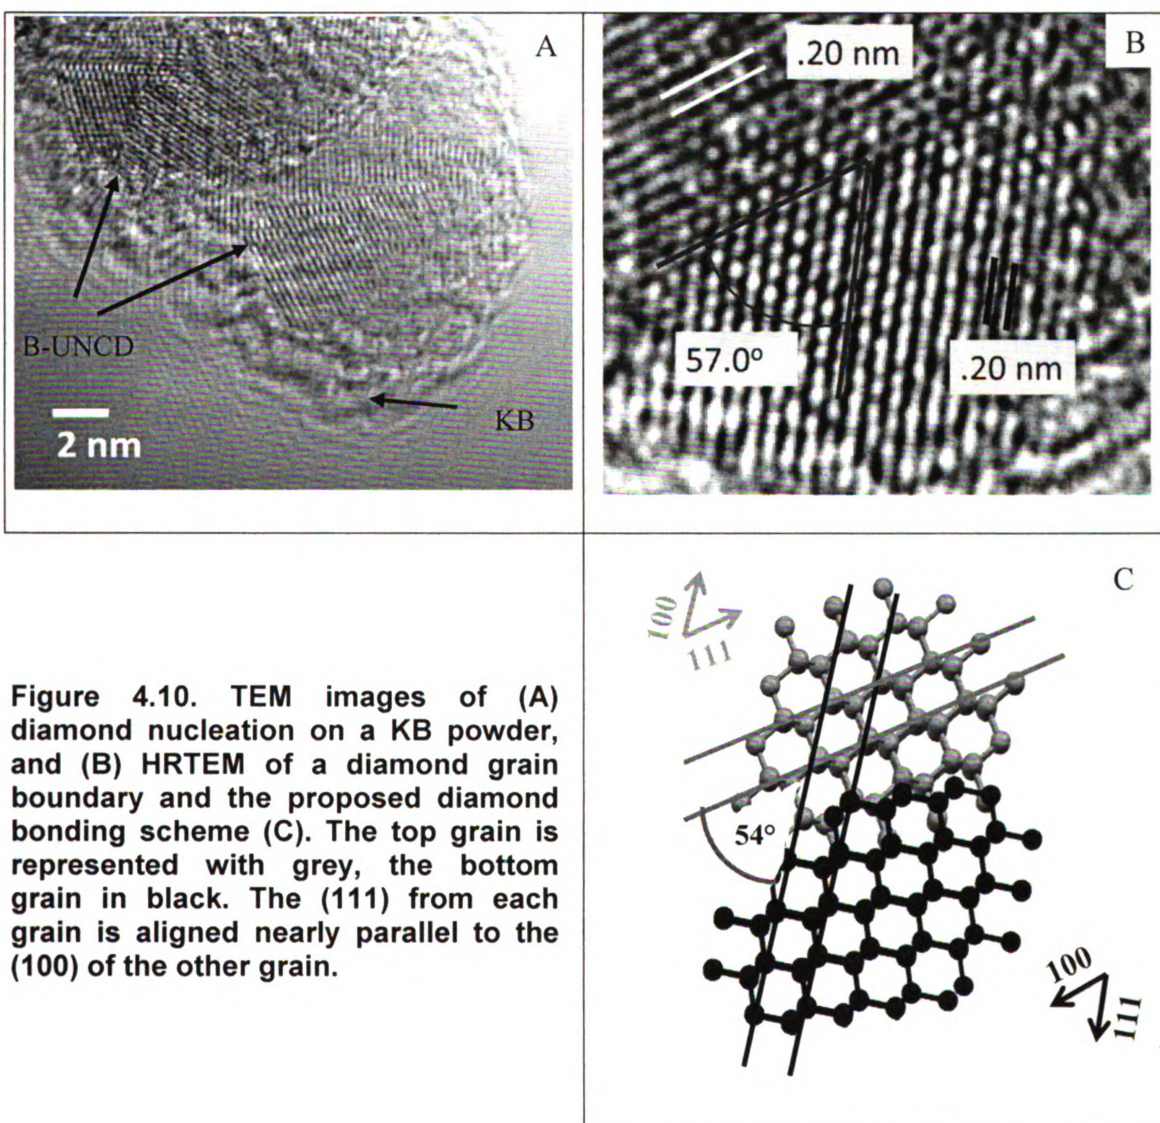 A
B-UNCD
KB
2 nm
B
.20 nm
57.0º
.20 nm
C
100
111
54°
100
111
Figure 4.10. TEM images of (A)
diamond nucleation on a KB powder,
and (B) HRTEM of a diamond grain
boundary and the proposed diamond
bonding scheme (C). The top grain is
represented with grey, the bottom
grain in black. The (111) from each
grain is aligned nearly parallel to the
(100) of the other grain.